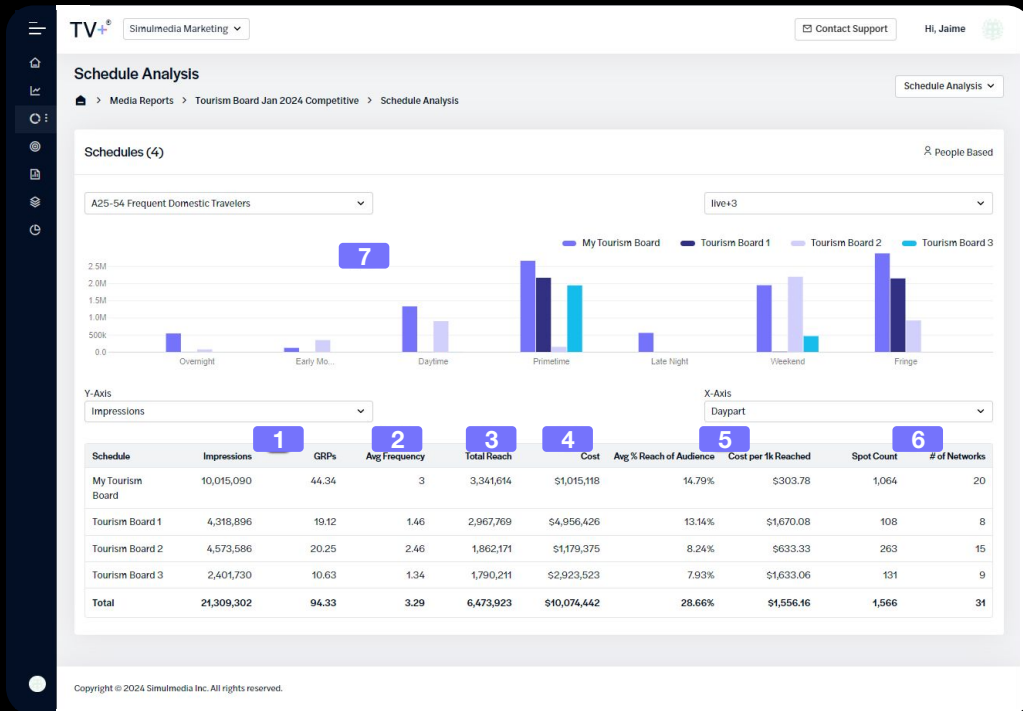 TV+® Simulmedia Marketing Contact Support Hi, Jaime
Schedule Analysis
Media Reports > Tourism Board Jan 2024 Competitive > Schedule Analysis Schedule Analysis
Schedules (4) People Based
A25-54 Frequent Domestic Travelers live+3
7
My Tourism Board Tourism Board 1 Tourism Board 2 Tourism Board 3
2.5M
2.0M
1.5M
1.0M
500k
0.0
Overnight Early Mo... Daytime Primetime Late Night Weekend Fringe
Y-Axis X-Axis
Impressions Daypart
1 2 3 4 5 6
Schedule Impressions GRPs Avg Frequency Total Reach Cost Avg % Reach of Audience Cost per 1k Reached Spot Count # of Networks
My Tourism
Board 10,015,090 44.34 3 3,341,614 $1,015,118 14.79% $303.78 1,064 20
Tourism Board 1 4,318,896 19.12 1.46 2,967,769 $4,956,426 13.14% $1,670.08 108 8
Tourism Board 2 4,573,586 20.25 2.46 1,862,171 $1,179,375 8.24% $633.33 263 15
Tourism Board 3 2,401,730 10.63 1.34 1,790,211 $2,923,523 7.93% $1,633.06 131 9
Total 21,309,302 94.33 3.29 6,473,923 $10,074,442 28.66% $1,556.16 1,566 31
Copyright © 2024 Simulmedia Inc. All rights reserved.